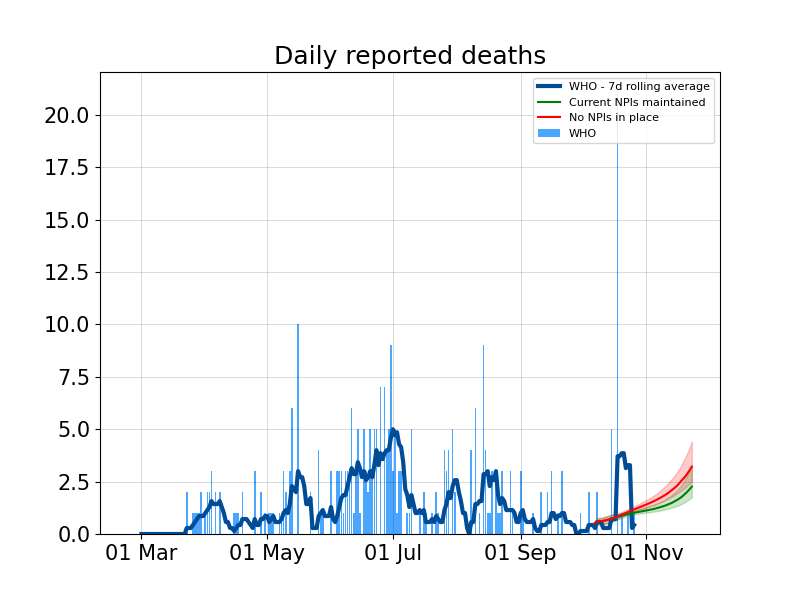 Daily reported deaths
WHO - 7d rolling average
Current NPIs maintained
No NPIs in place
WHO
20.0
17.5
15.0
12.5
10.0
7.5
5.0
2.5
0.0
01 Mar 01 May 01 Jul 01 Sep 01 Nov